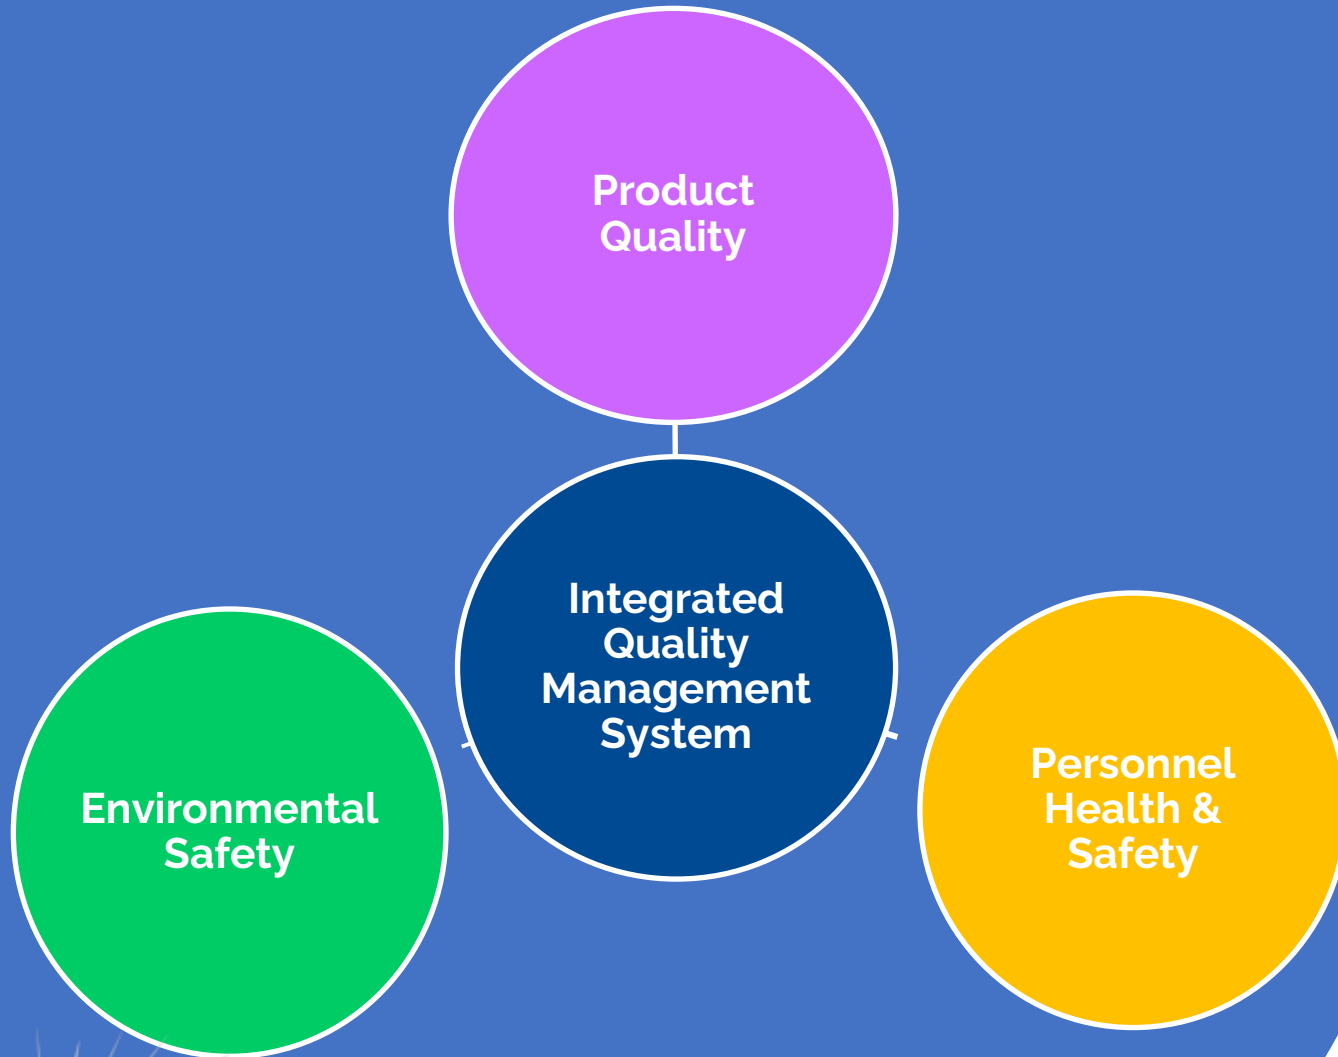 Product
Quality
Integrated
Quality
Management
System
Environmental
Safety
Personnel
Health &
Safety